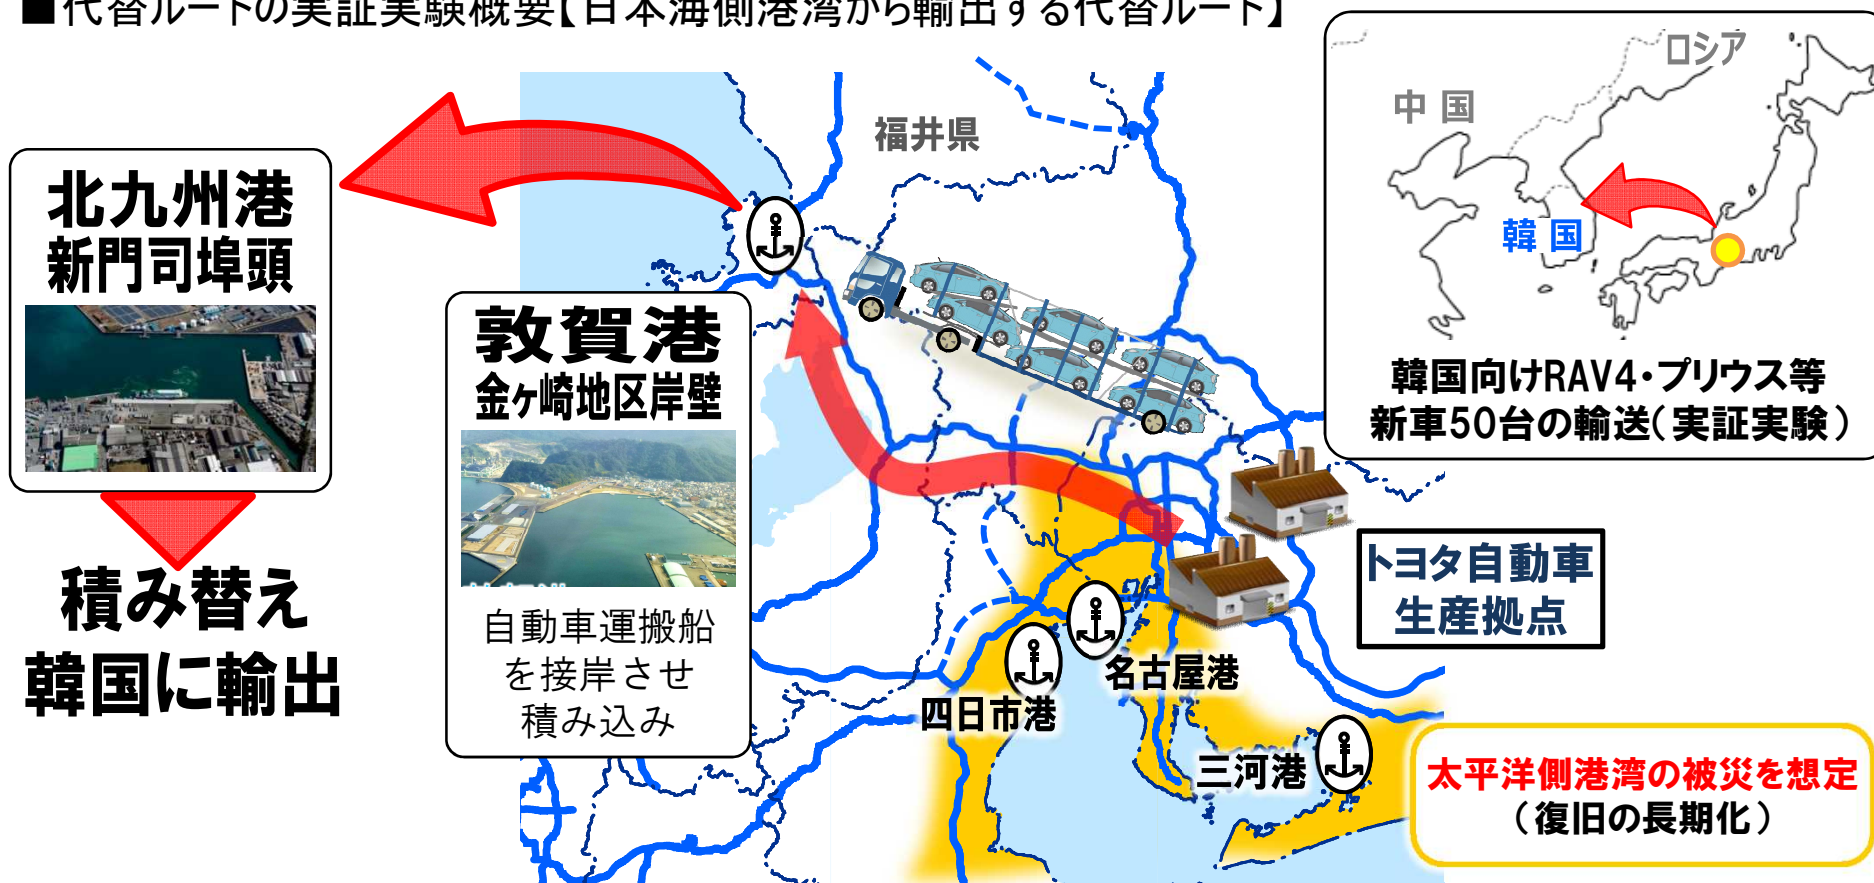 ■代替ルートの実証実験概要【日本海側港湾から輸出する代替ルート】
ロシア
中国
韓国
韓国向けRAV4・プリウス等
新車50台の輸送(実証実験)
福井県
北九州港
新門司埠頭
積み替え
韓国に輸出
敦賀港
金ヶ崎地区岸壁
自動車運搬船
を接岸させ
積み込み
トヨタ自動車
生産拠点
名古屋港
四日市港
三河港
太平洋側港湾の被災を想定
(復旧の長期化)